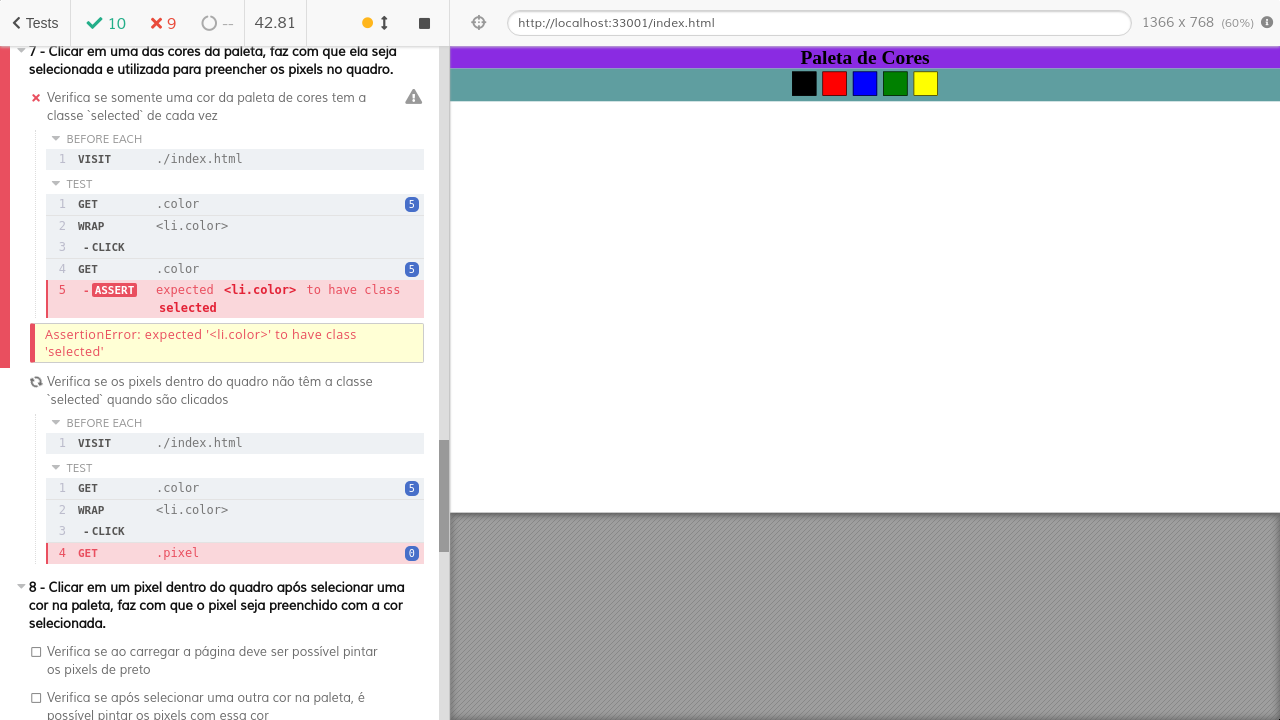 Tests
10
9
--
42.81
http://localhost:33001/index.html
1366 x 768 (60%)
7 - Clicar em uma das cores da paleta, faz com que ela seja
selecionada e utilizada para preencher os pixels no quadro.
Verifica se somente uma cor da paleta de cores tem a
classe `selected` de cada vez
BEFORE EACH
1 VISIT ./index.html
TEST
1 GET .color 5
2 WRAP <li.color>
3 - CLICK
4 GET .color 5
5 - ASSERT expected <li.color> to have class
selected
AssertionError: expected '<li.color>' to have class
'selected'
Verifica se os pixels dentro do quadro não têm a classe
`selected` quando são clicados
BEFORE EACH
1 VISIT ./index.html
TEST
1 GET .color 5
2 WRAP <li.color>
3 - CLICK
4 GET .pixel 0
8 - Clicar em um pixel dentro do quadro após selecionar uma
cor na paleta, faz com que o pixel seja preenchido com a cor
selecionada.
Verifica se ao carregar a página deve ser possível pintar
os pixels de preto
Verifica se após selecionar uma outra cor na paleta, é
possível pintar os pixels com essa cor
Paleta de Cores